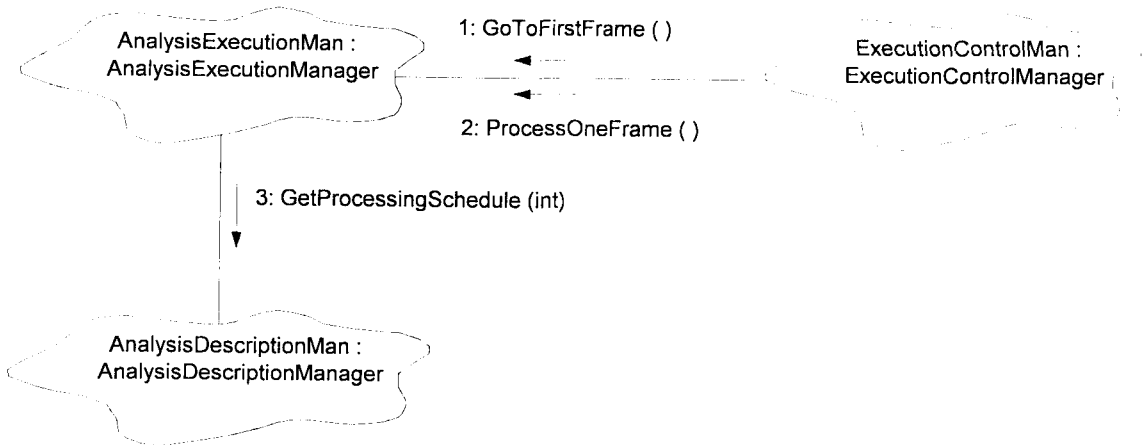 AnalysisExecutionMan :
AnalysisExecutionManager
1: GoToFirstFrame ( )
ExecutionControlMan :
ExecutionControlManager
2: ProcessOneFrame ( )
3: GetProcessingSchedule (int)
AnalysisDescriptionMan :
AnalysisDescriptionManager